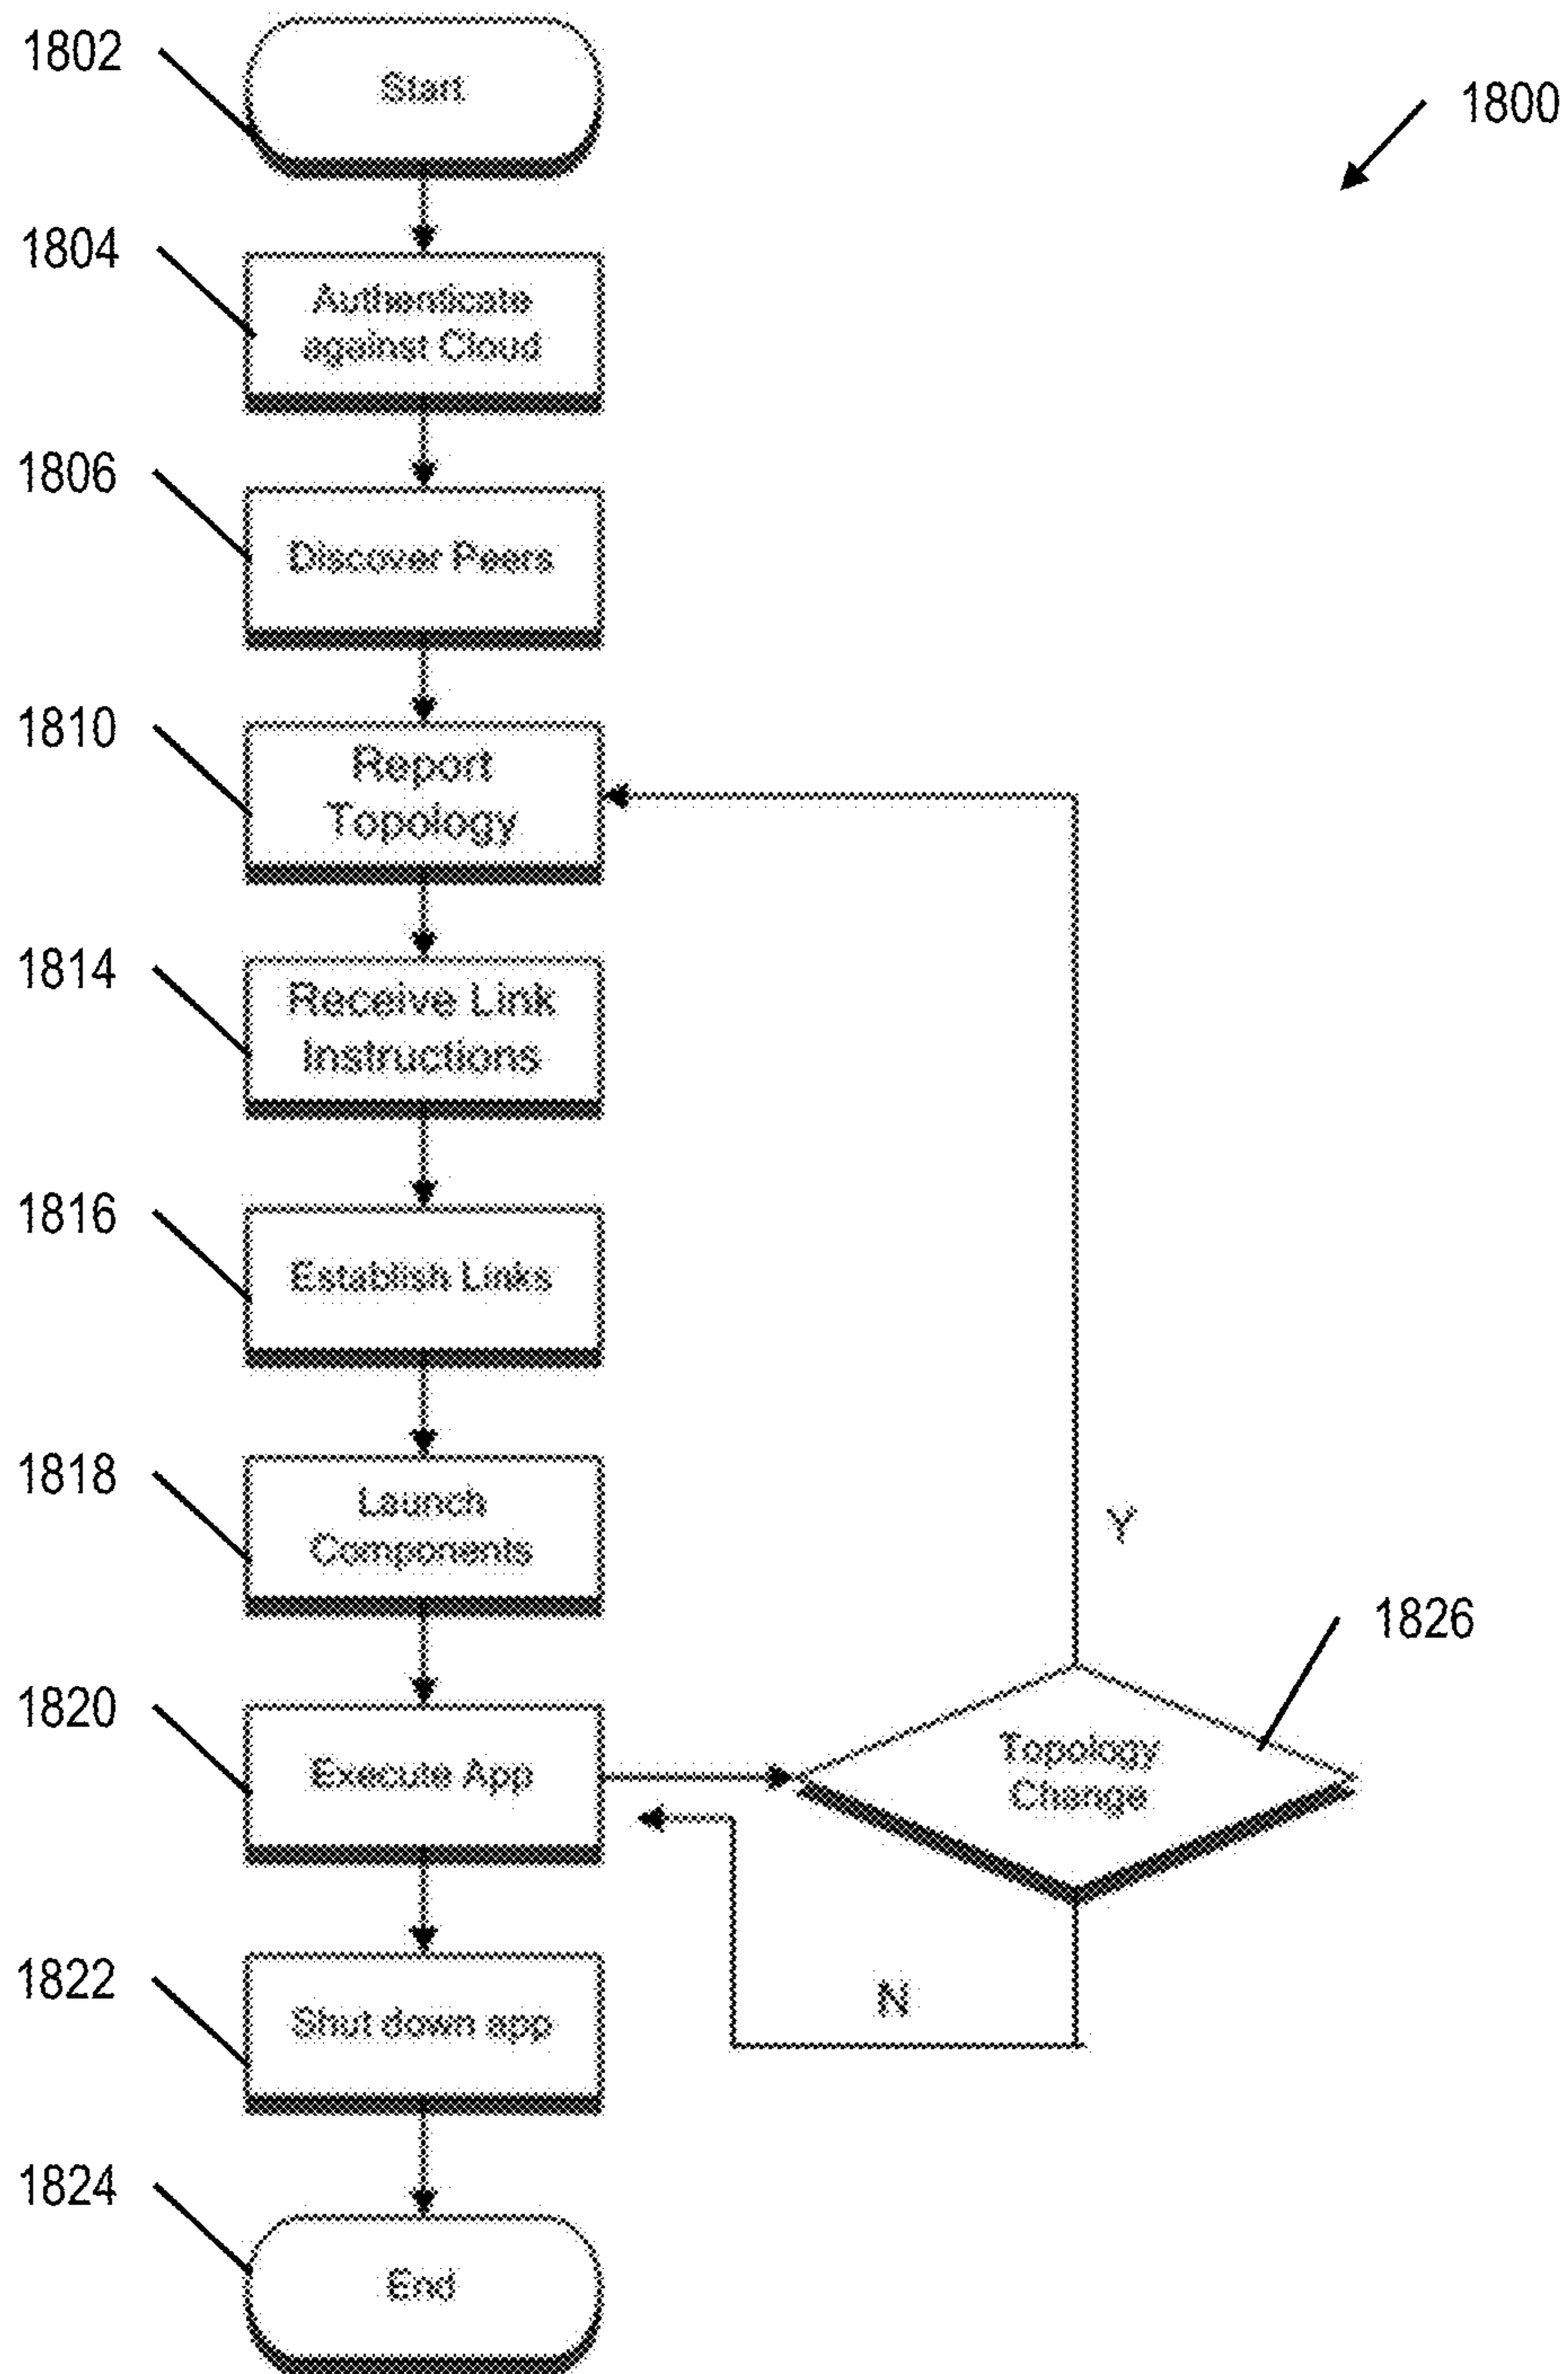 1802
Start
1800
1804
Authenticate
against Cloud
1806
Discover Peers
1810
Report
Topology
1814
Receive Link
Instructions
1816
Establish Links
1818
Launch
Components
Y
1826
1820
Execute App
Topology
Change
1822
Shut down app
N
1824
End